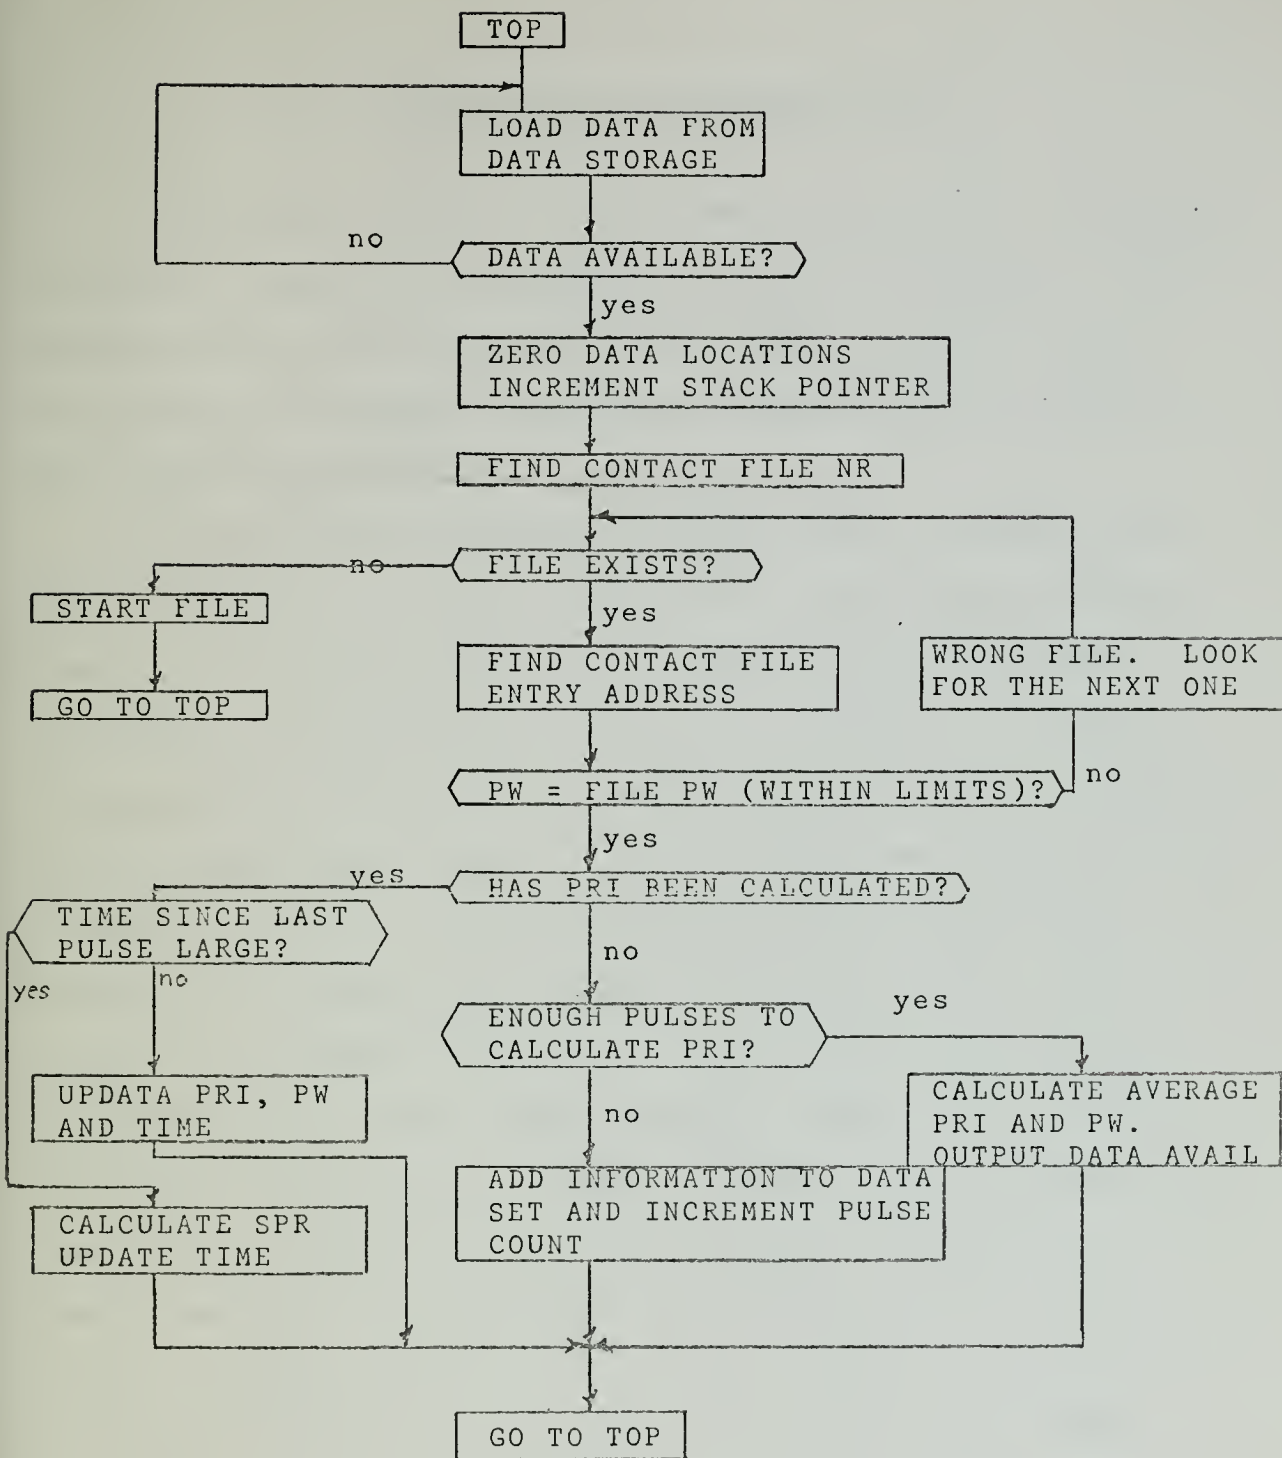 TOP
LOAD DATA FROM
DATA STORAGE
no
DATA AVAILABLE?
yes
ZERO DATA LOCATIONS
INCREMENT STACK POINTER
FIND CONTACT FILE NR
no
FILE EXISTS?
START FILE
yes
GO TO TOP
FIND CONTACT FILE
ENTRY ADDRESS
WRONG FILE. LOOK
FOR THE NEXT ONE
PW = FILE PW (WITHIN LIMITS)?
no
yes
yes
HAS PRI BEEN CALCULATED?
TIME SINCE LAST
PULSE LARGE?
yes
no
no
ENOUGH PULSES TO
CALCULATE PRI?
yes
UPDATA PRI, PW
AND TIME
no
CALCULATE AVERAGE
PRI AND PW.
OUTPUT DATA AVAIL
ADD INFORMATION TO DATA
SET AND INCREMENT PULSE
COUNT
CALCULATE SPR
UPDATE TIME
GO TO TOP